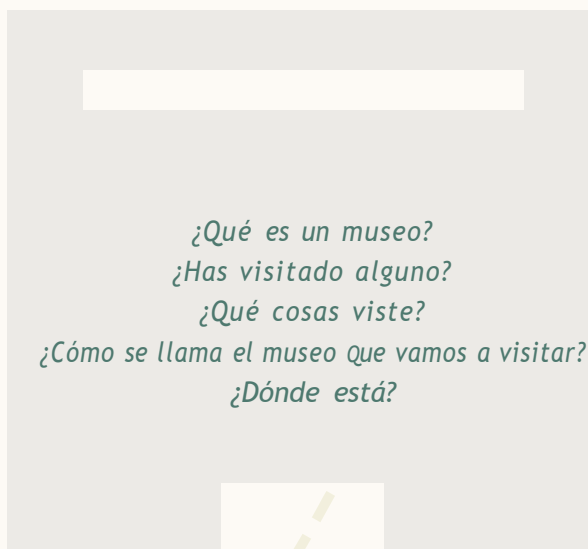 ¿Qué es un museo?
¿Has visitado alguno?
¿Qué cosas viste?
¿Cómo se llama el museo Que vamos a visitar?
¿Dónde está?